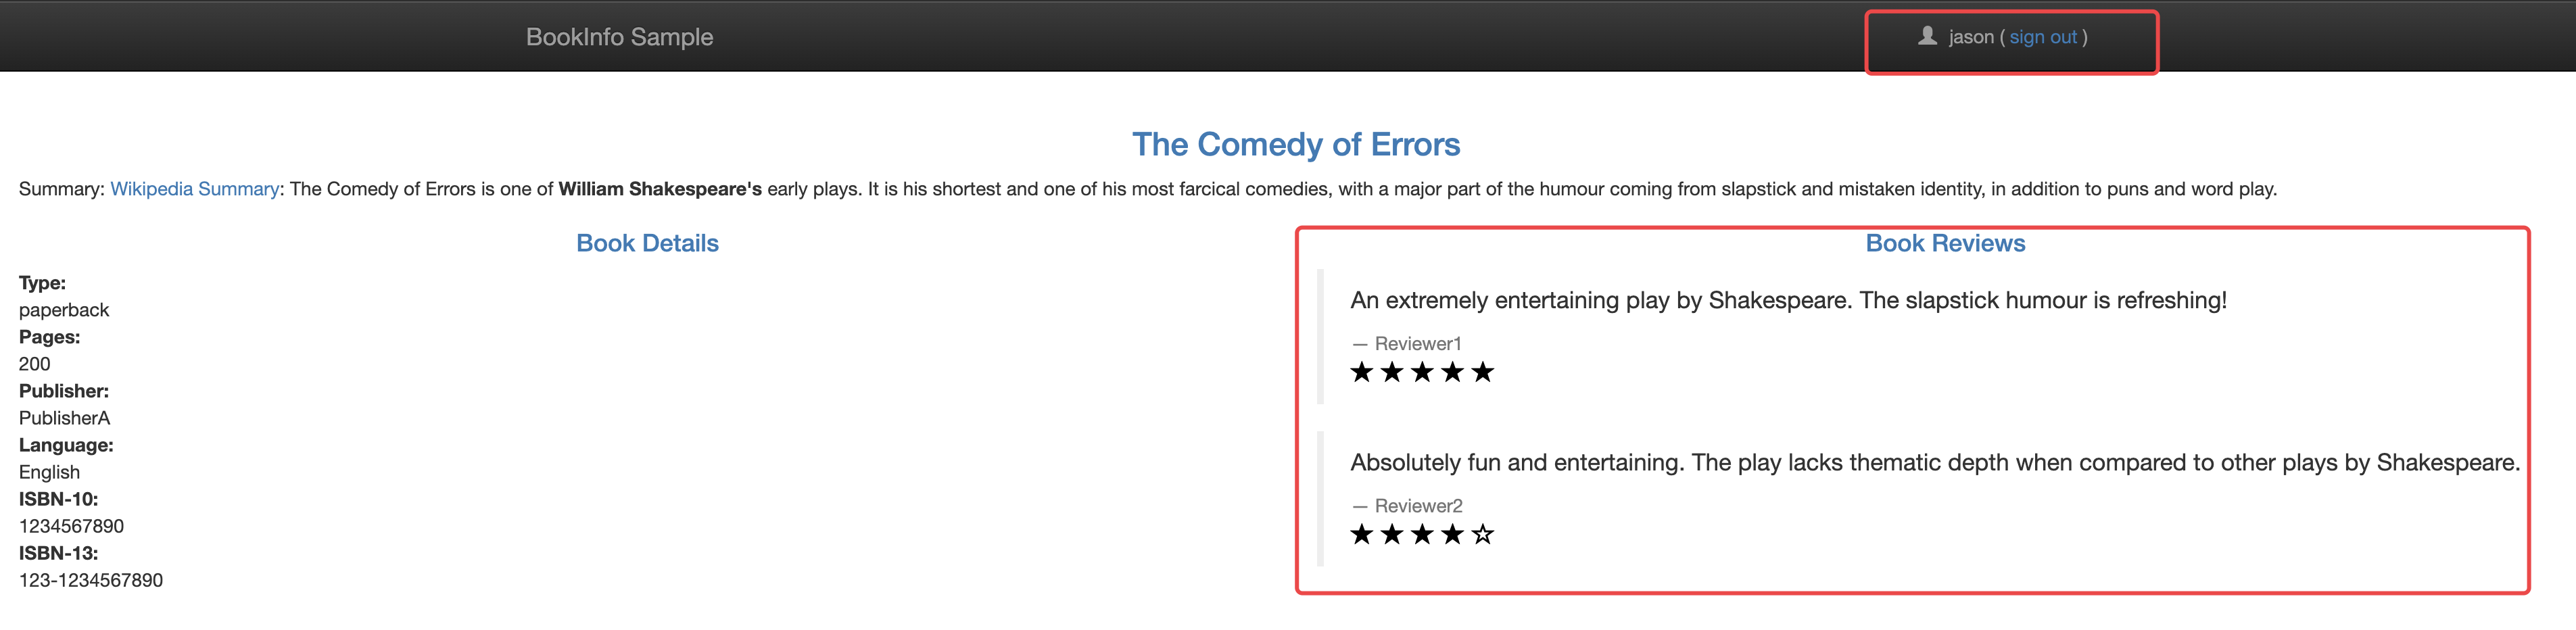 BookInfo Sample
jason ( sign out )
The Comedy of Errors
Summary: Wikipedia Summary: The Comedy of Errors is one of William Shakespeare's early plays. It is his shortest and one of his most farcical comedies, with a major part of the humour coming from slapstick and mistaken identity, in addition to puns and word play.
Book Details
Type:
paperback
Pages:
200
Publisher:
PublisherA
Language:
English
ISBN-10:
1234567890
ISBN-13:
123-1234567890
Book Reviews
An extremely entertaining play by Shakespeare. The slapstick humour is refreshing!
— Reviewer1
★★★★★
Absolutely fun and entertaining. The play lacks thematic depth when compared to other plays by Shakespeare.
— Reviewer2
★★★★☆